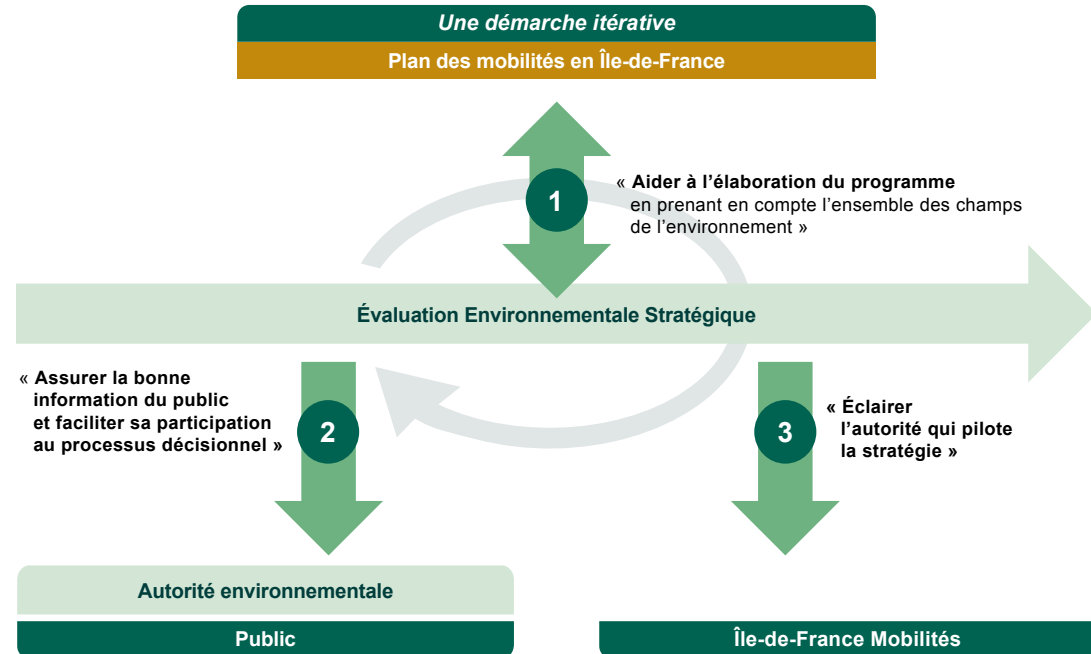 Une démarche itérative
Plan des mobilités en Île-de-France
1
« Aider à l’élaboration du programme
en prenant en compte l’ensemble des champs
de l’environnement »
Évaluation Environnementale Stratégique
« Assurer la bonne
information du public
et faciliter sa participation
au processus décisionnel »
2
3
« Éclairer
l’autorité qui pilote
la stratégie »
Autorité environnementale
Public
Île-de-France Mobilités